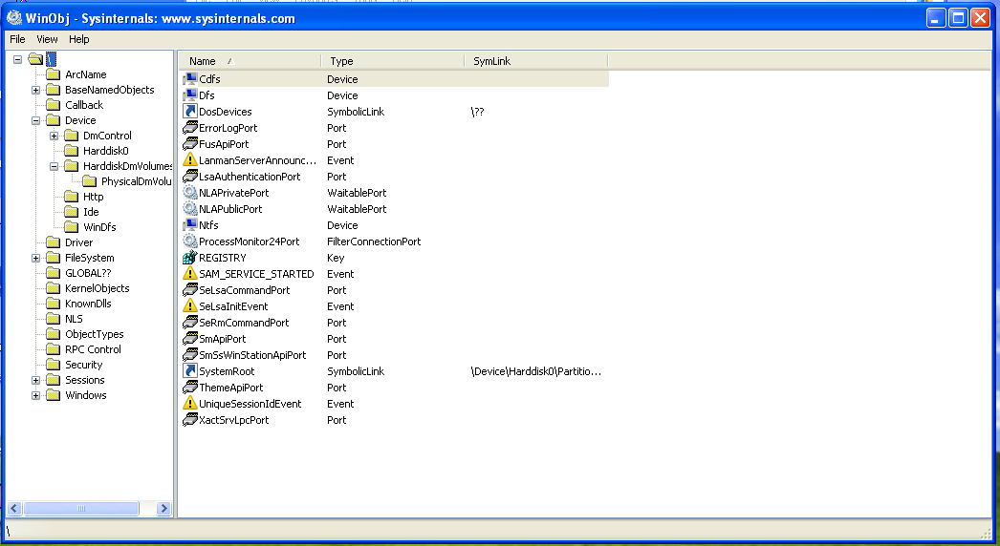 WinObj - Sysinternals: www.sysinternals.com
File View Help
\
ArcName
BaseNamedObjects
Callback
Device
DmControl
Harddisk0
HarddiskDmVolumes
PhysicalDmVolu
Http
Ide
WinDfs
Driver
FileSystem
GLOBAL??
KernelObjects
KnownDlls
NLS
ObjectTypes
RPC Control
Security
Sessions
Windows
Name Type SymLink
Cdfs Device
Dfs Device
DosDevices SymbolicLink \??
ErrorLogPort Port
FusApiPort Port
LanmanServerAnnounc... Event
LsaAuthenticationPort Port
NLAPrivatePort WaitablePort
NLAPublicPort WaitablePort
Ntfs Device
ProcessMonitor24Port FilterConnectionPort
REGISTRY Key
SAM_SERVICE_STARTED Event
SeLsaCommandPort Port
SeLsaInitEvent Event
SeRmCommandPort Port
SmApiPort Port
SmSsWinStationApiPort Port
SystemRoot SymbolicLink \Device\Harddisk0\Partitio...
ThemeApiPort Port
UniqueSessionIdEvent Event
XactSrvLpcPort Port
\